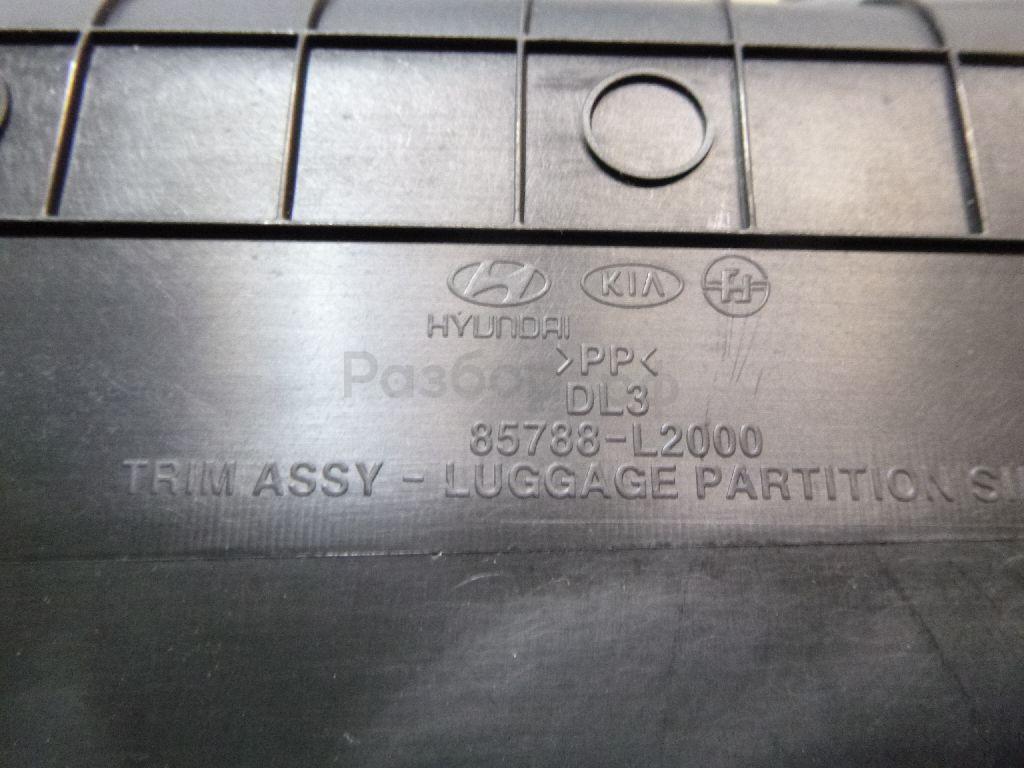 KIA
HYUNDAI
>PP<
DL3
85788-L2000
TRIM ASSY - LUGGAGE PARTITION